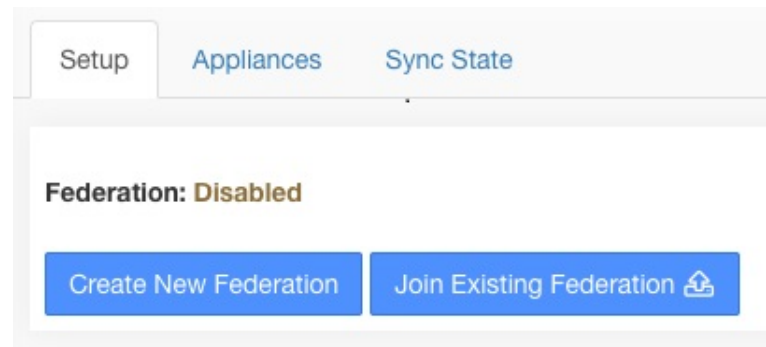 Setup Appliances Sync State
Federation: Disabled
Create New Federation Join Existing Federation